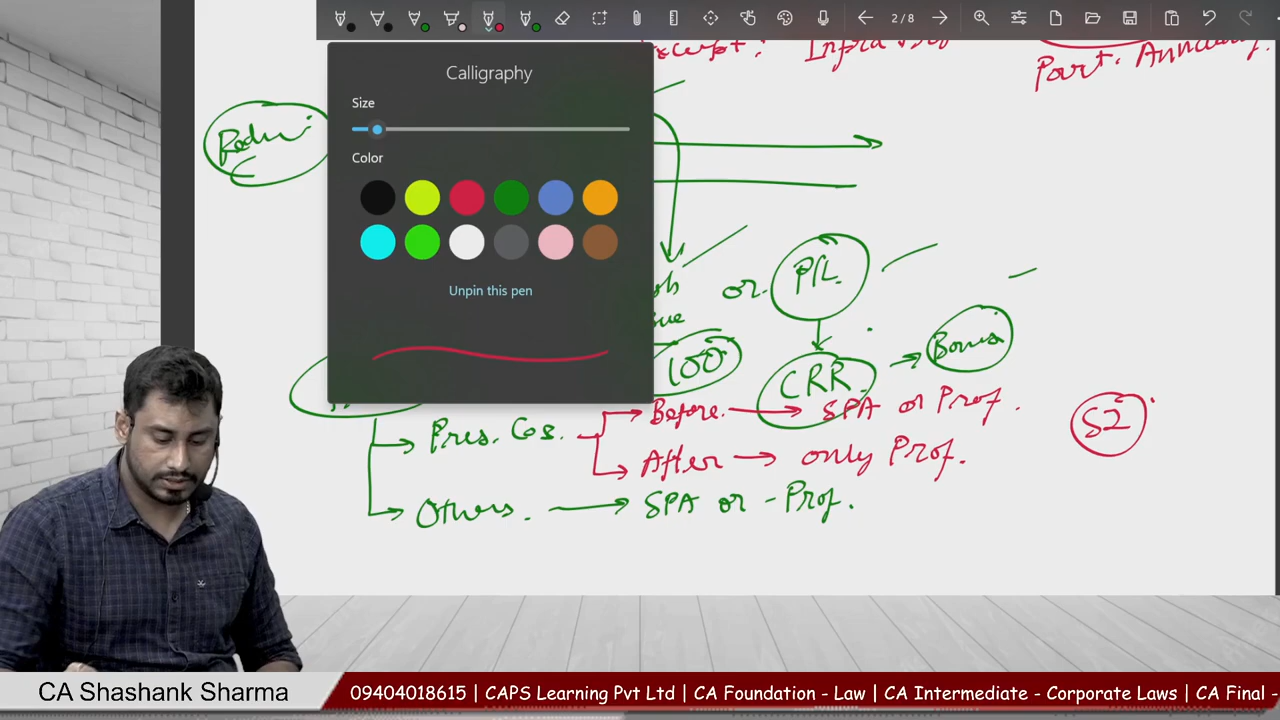 2/8
Except: Infra
Part. Annually.
Calligraphy
Size
Color
Unpin this pen
Redn
or P/L
100
CRR → Bonus
Pres. Cos. Before → SPA or Prof.
After → only Prof.
S2
Others. → SPA or - Prof.
CA Shashank Sharma
09404018615 | CAPS Learning Pvt Ltd | CA Foundation - Law | CA Intermediate - Corporate Laws | CA Final -